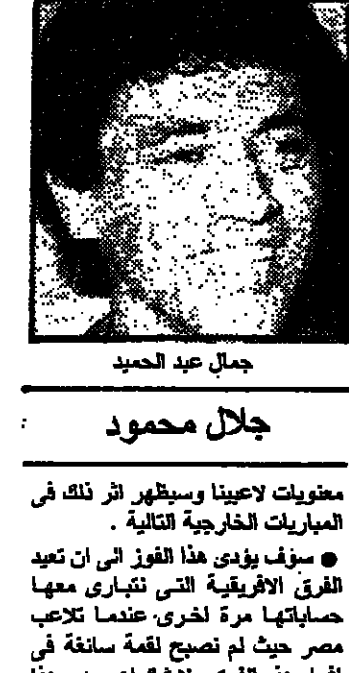 جمال عبد الحميد
جلال محمود
معنويات لاعبينا وسيظهر اثر ذلك فى
المباريات الخارجية التالية .
● سوف يؤدى هذا الفوز الى ان تعيد
الفرق الافريقية التى نتبارى معها
حساباتها مرة اخرى عندما تلاعب
مصر حيث لم نصبح لقمة سائغة فى